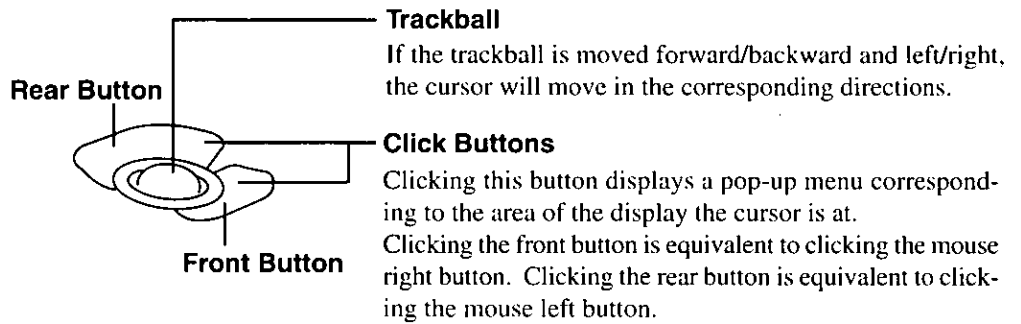 Trackball
If the trackball is moved forward/backward and left/right,
the cursor will move in the corresponding directions.
Rear Button
Click Buttons
Clicking this button displays a pop-up menu correspond-
ing to the area of the display the cursor is at.
Clicking the front button is equivalent to clicking the mouse
right button. Clicking the rear button is equivalent to click-
ing the mouse left button.
Front Button